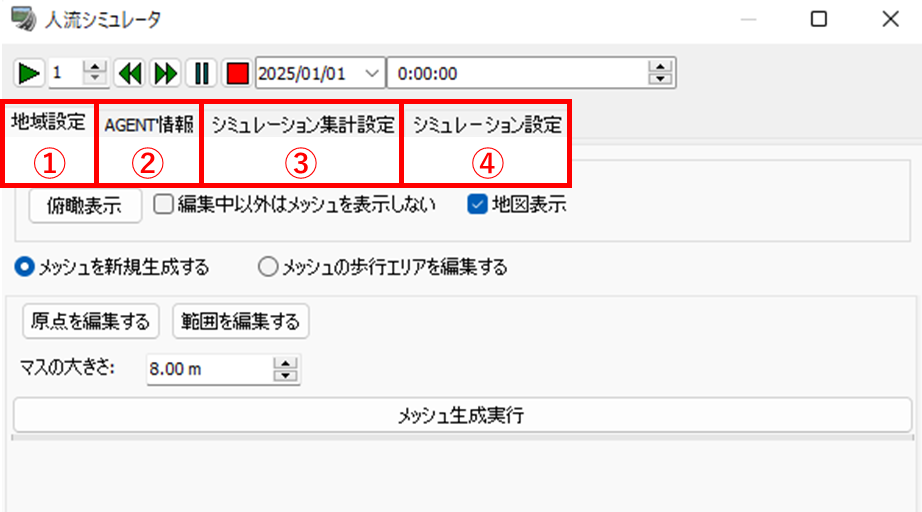 人流シミュレータ
1 2025/01/01 0:00:00
地域設定 AGENT情報 シミュレーション集計設定 シミュレーション設定
① ② ③ ④
俯瞰表示 編集中以外はメッシュを表示しない 地図表示
メッシュを新規生成する メッシュの歩行エリアを編集する
原点を編集する 範囲を編集する
マスの大きさ: 8.00 m
メッシュ生成実行